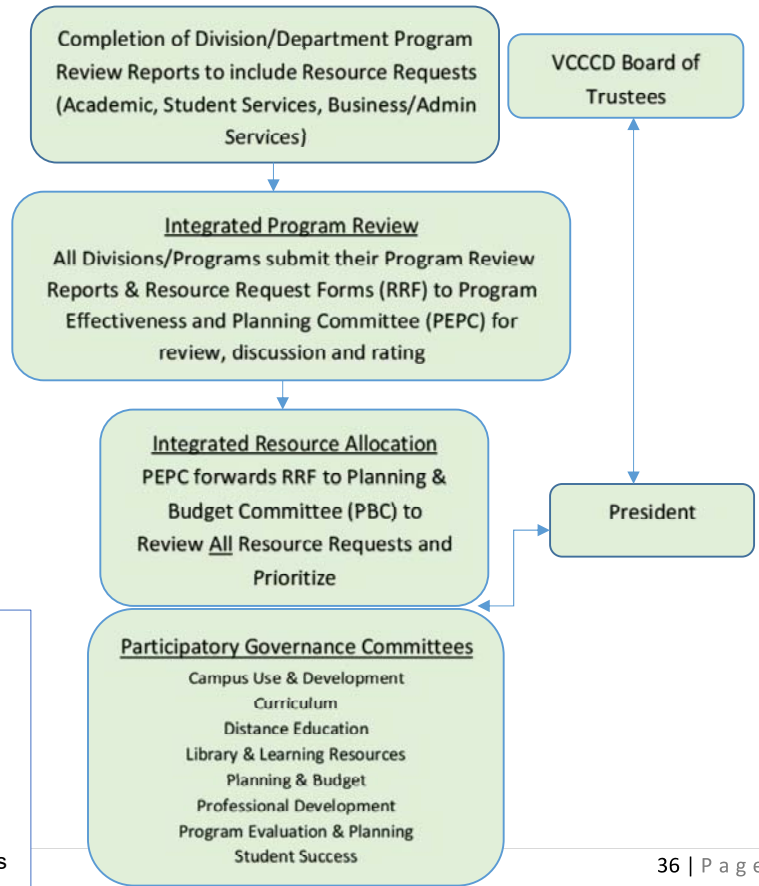 Completion of Division/Department Program
Review Reports to include Resource Requests
(Academic, Student Services, Business/Admin
Services)
VCCCD Board of
Trustees
Integrated Program Review
All Divisions/Programs submit their Program Review
Reports & Resource Request Forms (RRF) to Program
Effectiveness and Planning Committee (PEPC) for
review, discussion and rating
Integrated Resource Allocation
PEPC forwards RRF to Planning &
Budget Committee (PBC) to
Review All Resource Requests and
Prioritize
President
Participatory Governance Committees
Campus Use & Development
Curriculum
Distance Education
Library & Learning Resources
Planning & Budget
Professional Development
Program Evaluation & Planning
Student Success
s
36 | Page